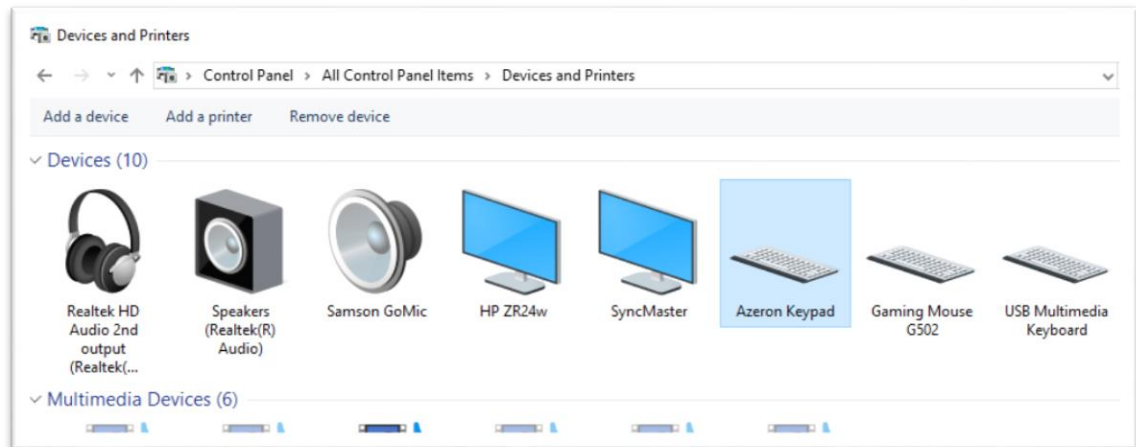 Devices and Printers
Control Panel > All Control Panel Items > Devices and Printers
Add a device Add a printer Remove device
Devices (10)
Realtek HD
Audio 2nd
output
(Realtek(...
Speakers
(Realtek(R)
Audio)
Samson GoMic
HP ZR24w
SyncMaster
Azeron Keypad
Gaming Mouse
G502
USB Multimedia
Keyboard
Multimedia Devices (6)